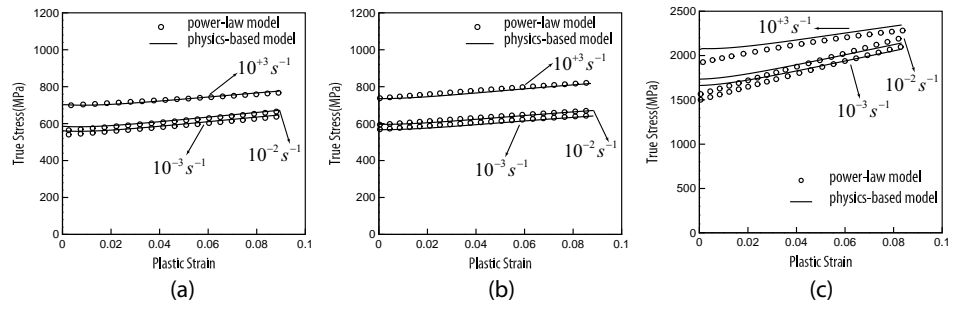 1200
1000
800
600
400
200
0
0
0.02
0.04
0.06
0.08
0.1
True Stress(MPa)
Plastic Strain
power-law model
physics-based model
10⁺³ s⁻¹
10⁻³ s⁻¹
10⁻² s⁻¹
(a)
1200
1000
800
600
400
200
0
0
0.02
0.04
0.06
0.08
0.1
True Stress(MPa)
Plastic Strain
power-law model
physics-based model
10⁺³ s⁻¹
10⁻³ s⁻¹
10⁻² s⁻¹
(b)
2500
2000
1500
1000
500
0
0
0.02
0.04
0.06
0.08
0.1
True Stress(MPa)
Plastic Strain
10⁺³ s⁻¹
10⁻² s⁻¹
10⁻³ s⁻¹
power-law model
physics-based model
(c)